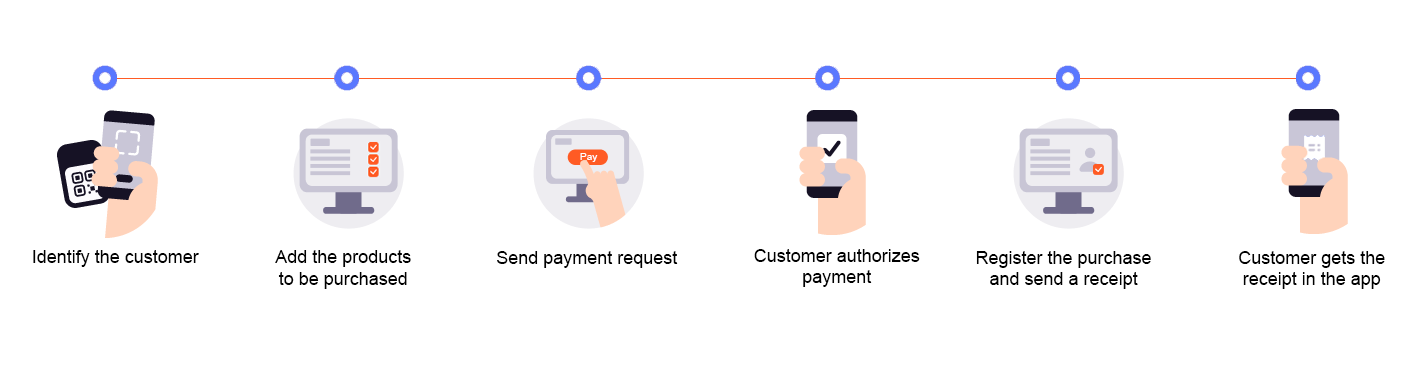 Pay
Identify the customer
Add the products
to be purchased
Send payment request
Customer authorizes
payment
Register the purchase
and send a receipt
Customer gets the
receipt in the app